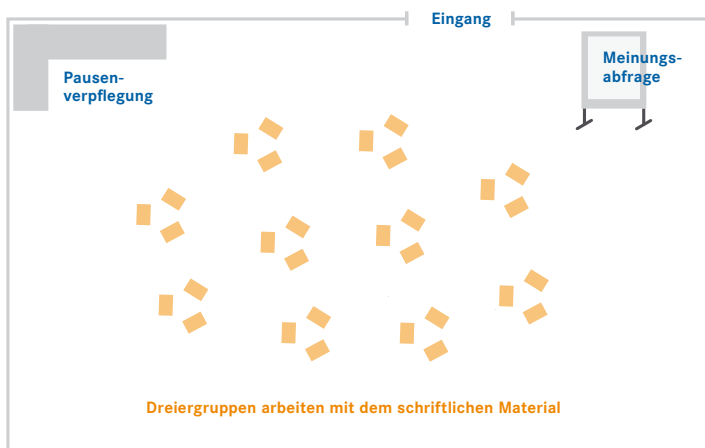 Eingang
Pausen-
verpflegung
Meinungs-
abfrage
Dreiergruppen arbeiten mit dem schriftlichen Material